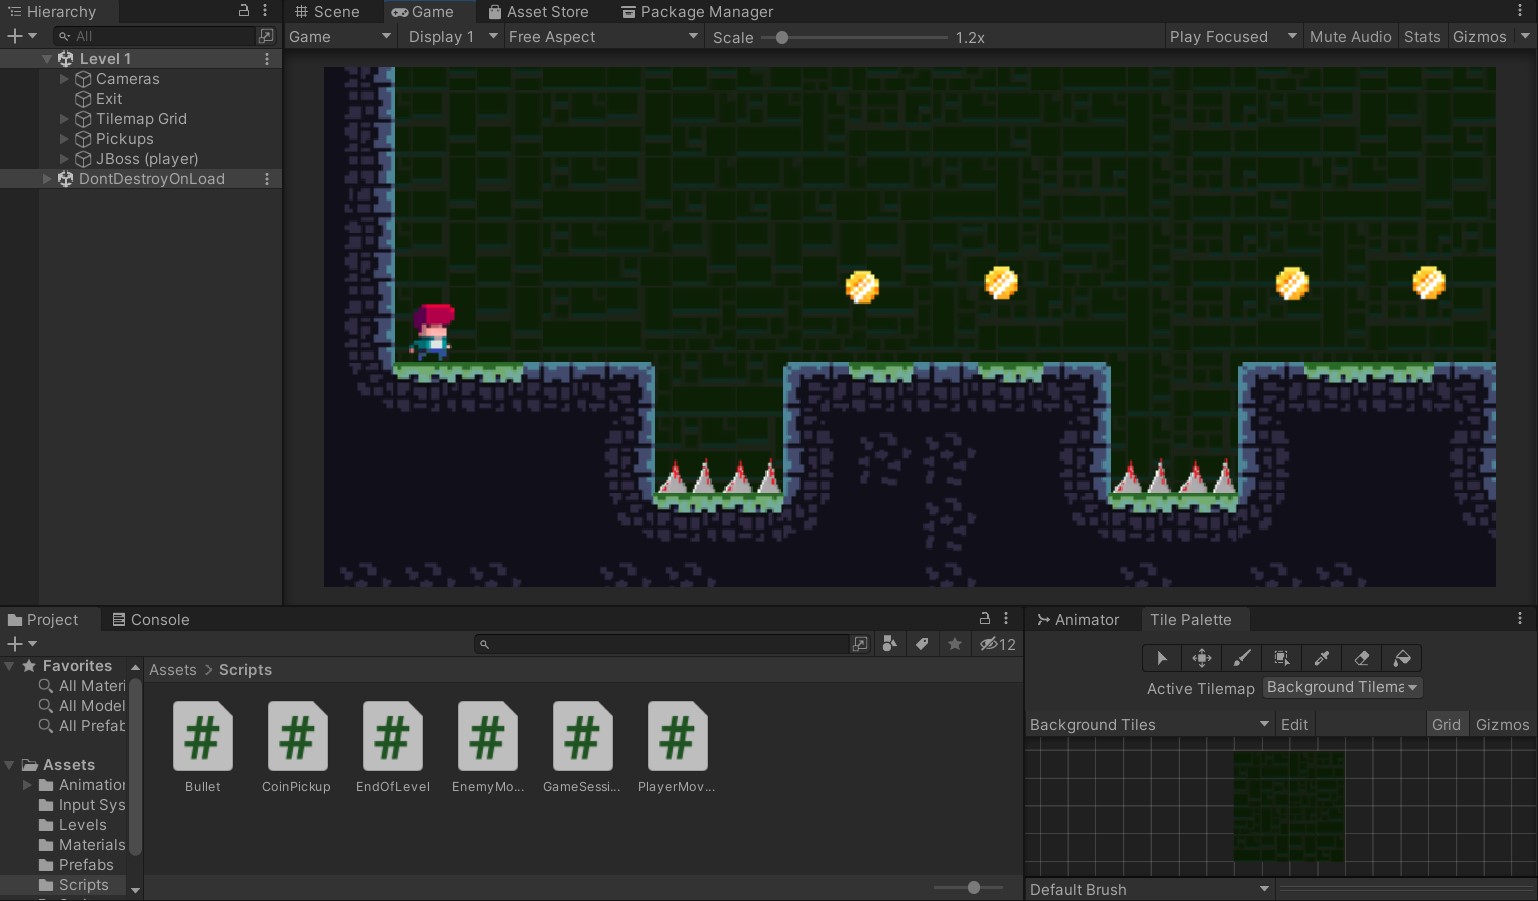 Hierarchy
All
Level 1
Cameras
Exit
Tilemap Grid
Pickups
JBoss (player)
DontDestroyOnLoad
Scene
Game
Asset Store
Package Manager
Game
Display 1
Free Aspect
Scale
1.2x
Play Focused
Mute Audio
Stats
Gizmos
Project
Console
12
Favorites
All Materi
All Model
All Prefab
Assets
Animation
Input Sys
Levels
Materials
Prefabs
Scripts
Assets > Scripts
Bullet
CoinPickup
EndOfLevel
EnemyMo...
GameSessi...
PlayerMov...
Animator
Tile Palette
Active Tilemap
Background Tilema
Background Tiles
Edit
Grid
Gizmos
Default Brush